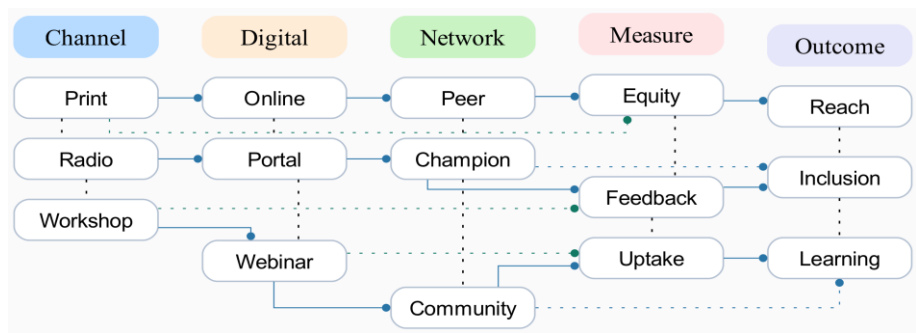 Channel
Digital
Network
Measure
Outcome
Print
Online
Peer
Equity
Reach
Radio
Portal
Champion
Feedback
Inclusion
Workshop
Webinar
Community
Uptake
Learning